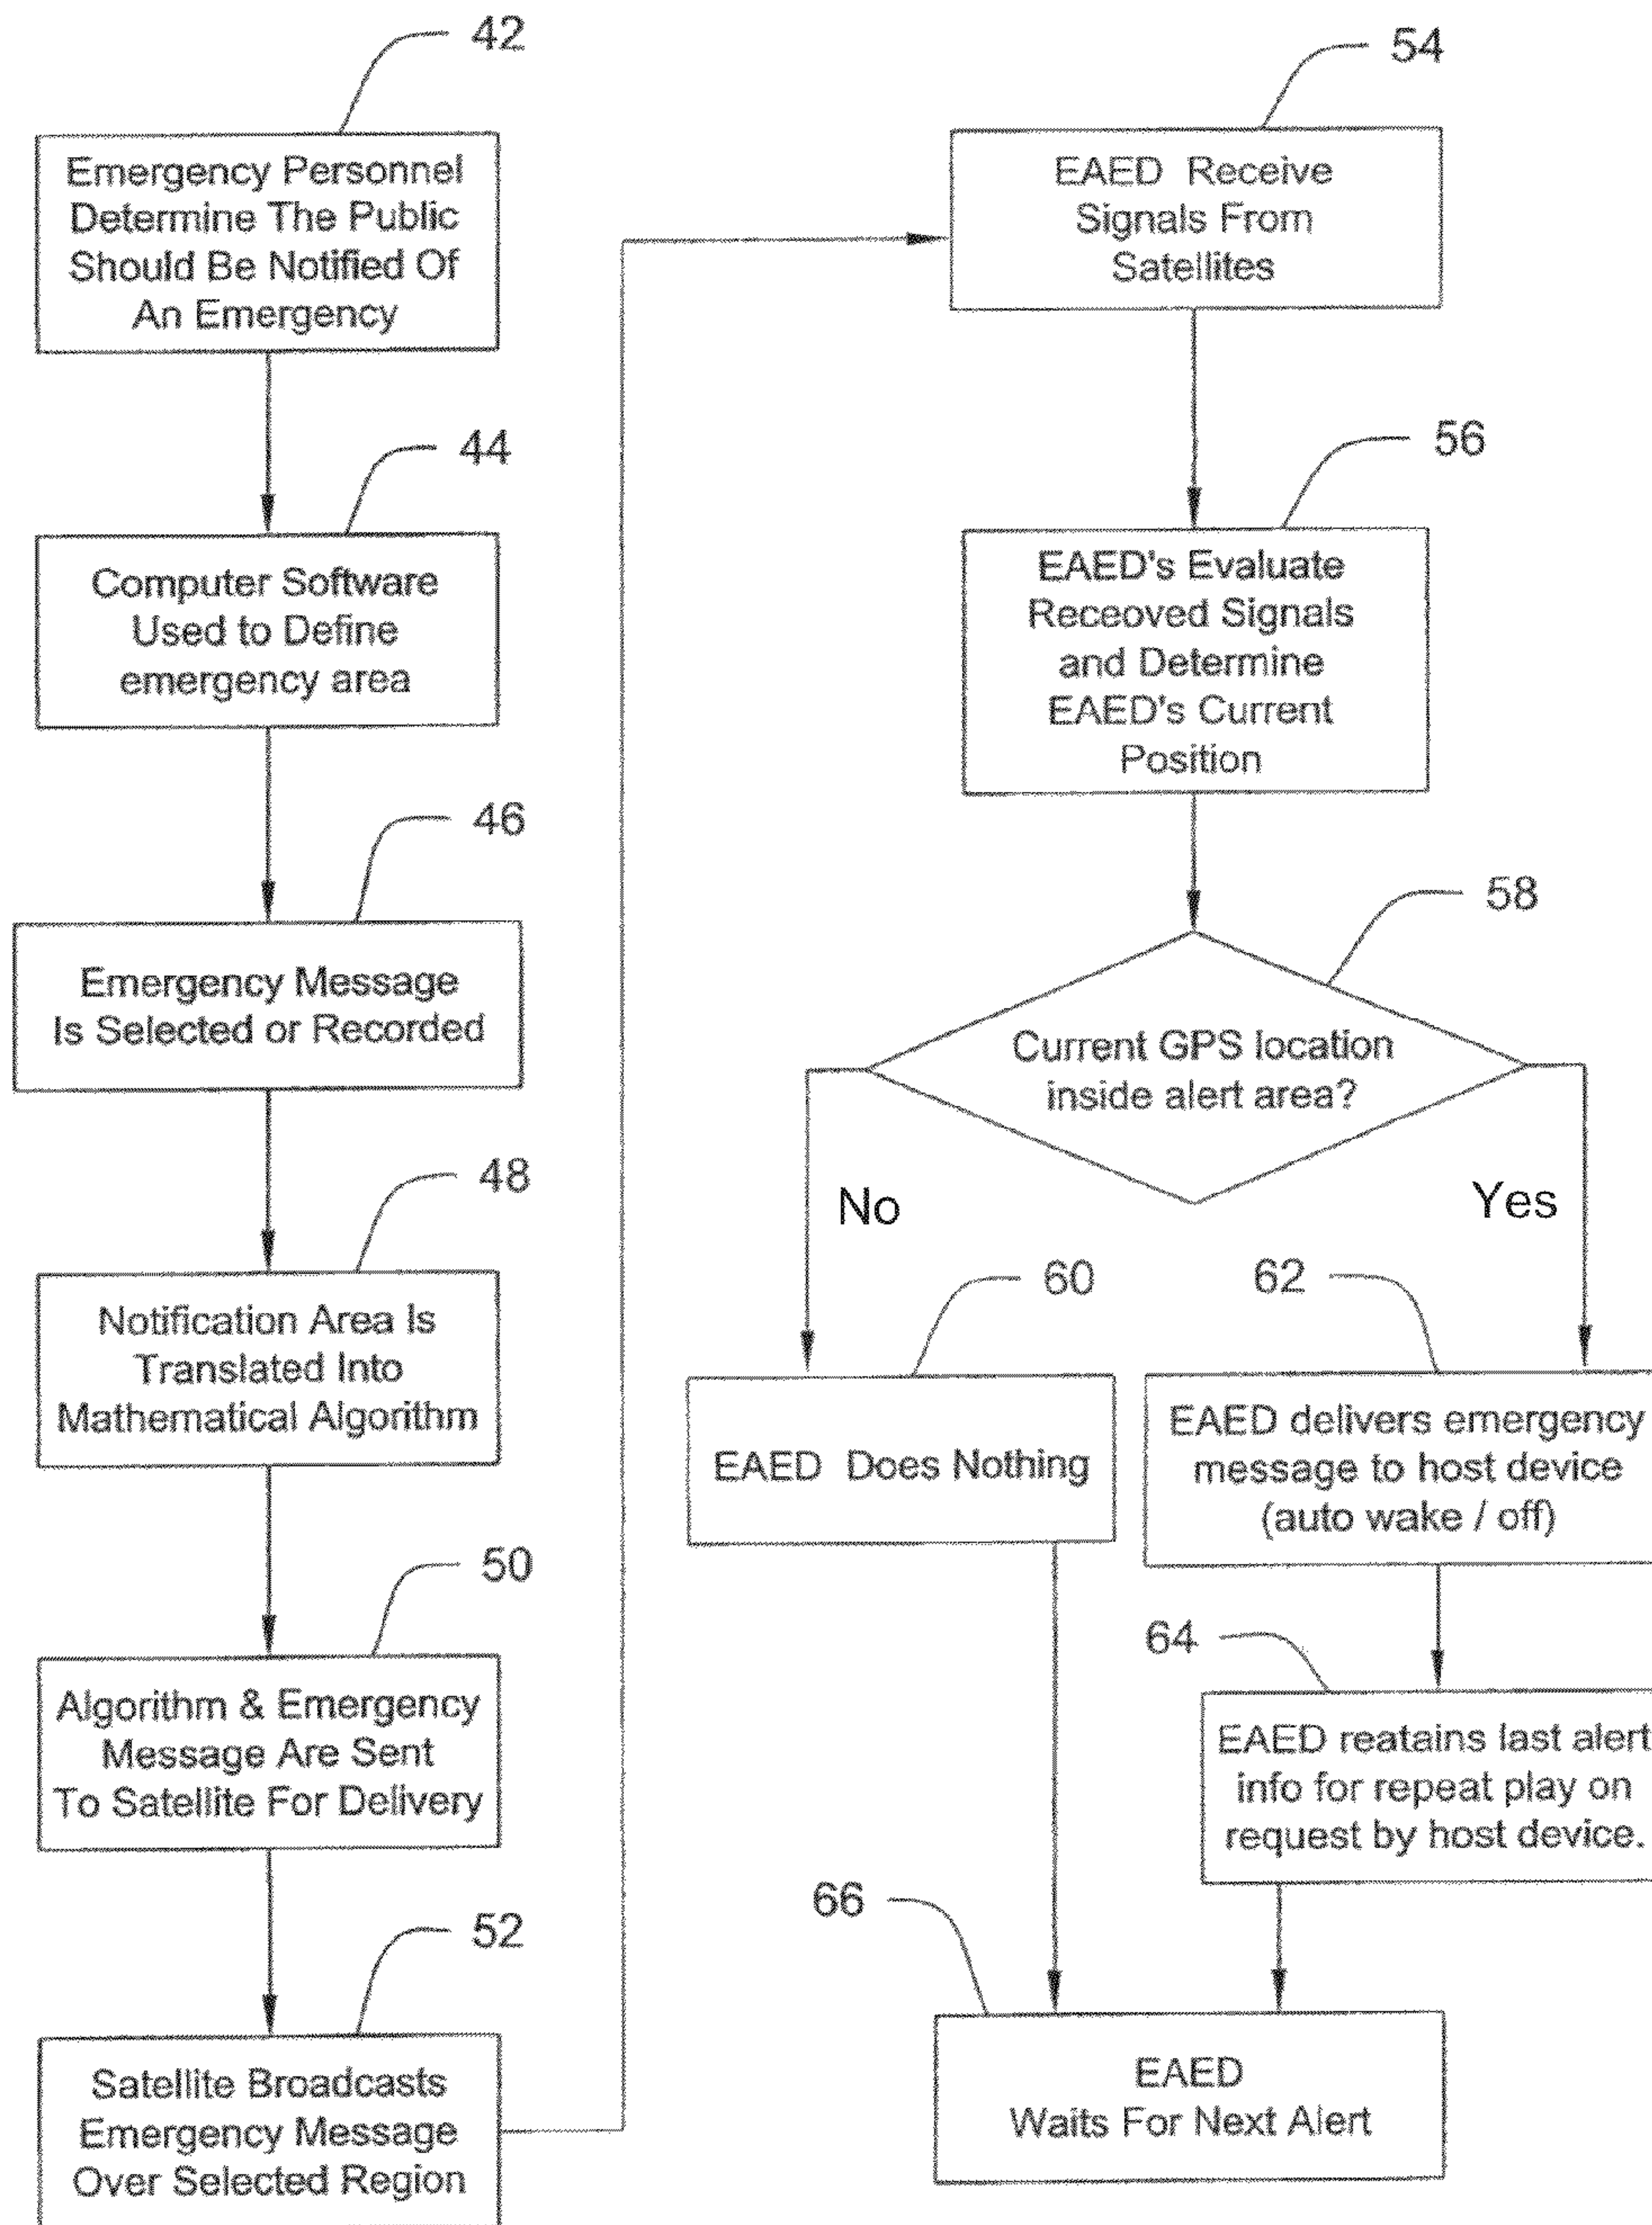 42
Emergency Personnel
Determine The Public
Should Be Notified Of
An Emergency
44
Computer Software
Used to Define
emergency area
46
Emergency Message
Is Selected or Recorded
48
Notification Area Is
Translated Into
Mathematical Algorithm
50
Algorithm & Emergency
Message Are Sent
To Satellite For Delivery
52
Satellite Broadcasts
Emergency Message
Over Selected Region
54
EAED Receive
Signals From
Satellites
56
EAED's Evaluate
Receoved Signals
and Determine
EAED's Current
Position
58
Current GPS location
inside alert area?
No
Yes
60
EAED Does Nothing
62
EAED delivers emergency
message to host device
(auto wake / off)
64
EAED reatains last alert
info for repeat play on
request by host device.
66
EAED
Waits For Next Alert